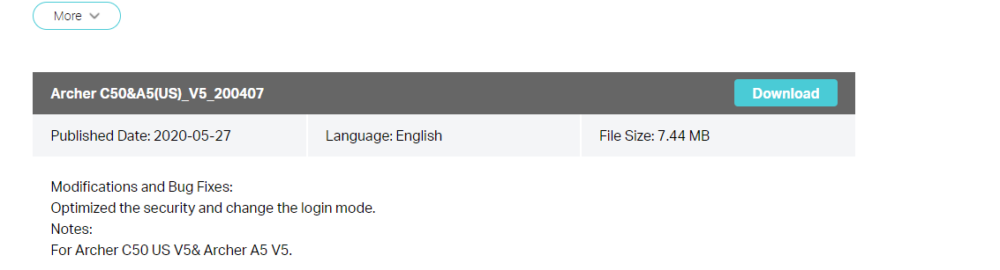 More
Archer C50&A5(US)_V5_200407
Download
Published Date: 2020-05-27
Language: English
File Size: 7.44 MB
Modifications and Bug Fixes:
Optimized the security and change the login mode.
Notes:
For Archer C50 US V5& Archer A5 V5.